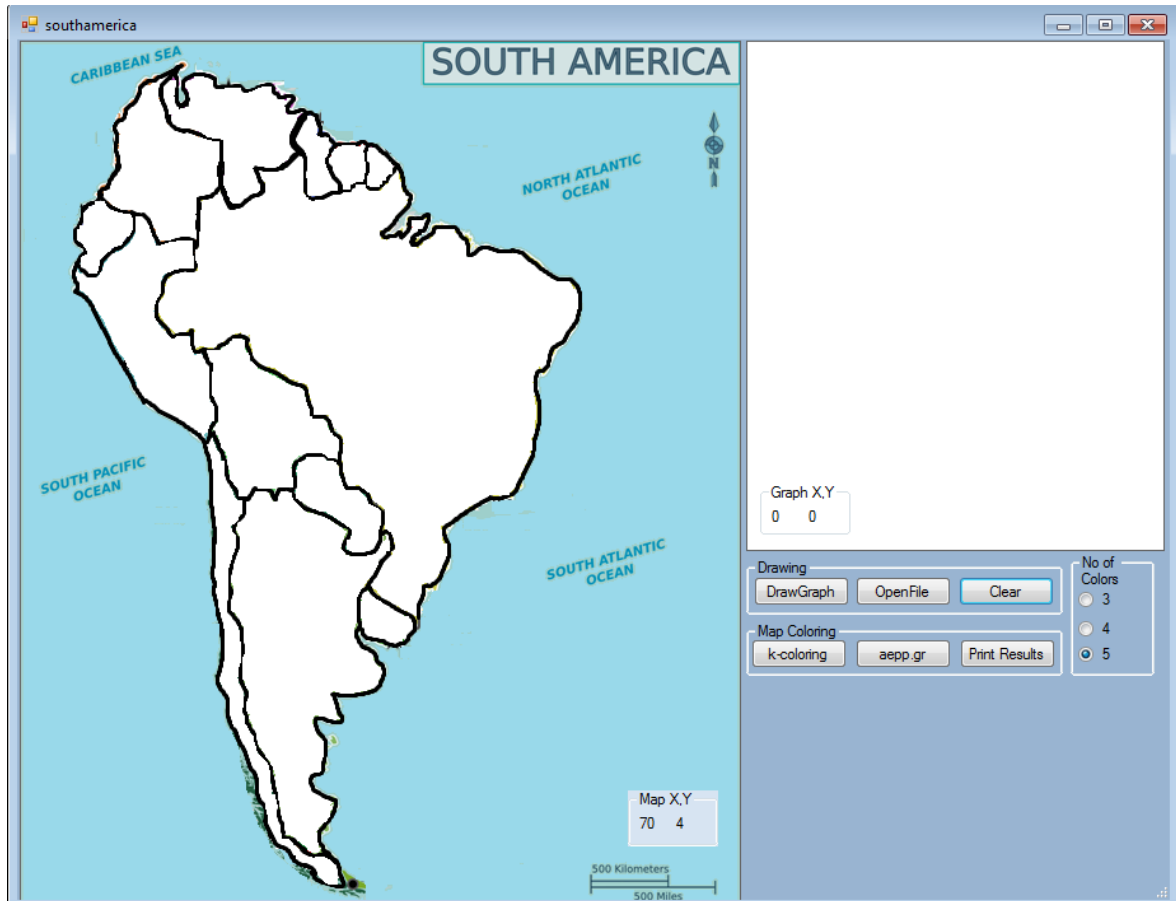 southamerica
CARIBBEAN SEA
SOUTH AMERICA
N
NORTH ATLANTIC
OCEAN
SOUTH PACIFIC
OCEAN
SOUTH ATLANTIC
OCEAN
Map X,Y
70 4
500 Kilometers
500 Miles
Graph X,Y
0 0
Drawing
DrawGraph OpenFile Clear
Map Coloring
k-coloring aepp.gr Print Results
No of
Colors
3
4
5